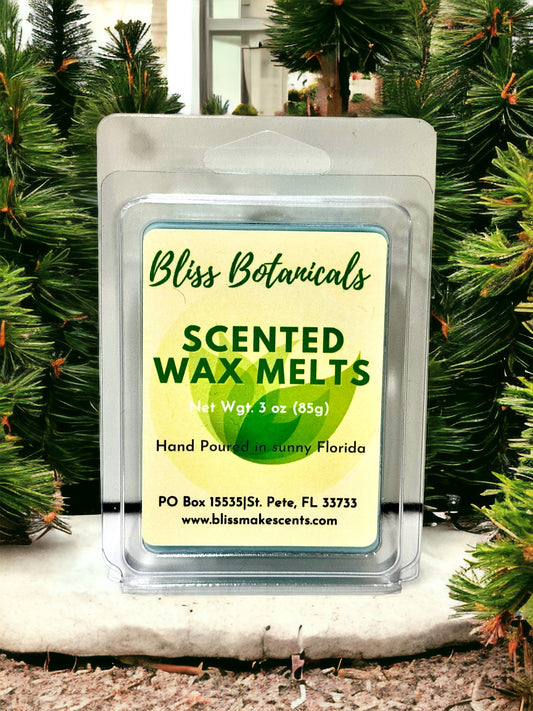 Bliss Botanicals
SCENTED
WAX MELTS
Net Wgt. 3 oz (85g)
Hand Poured in sunny Florida
PO Box 15535|St. Pete, FL 33733
www.blissmakescents.com